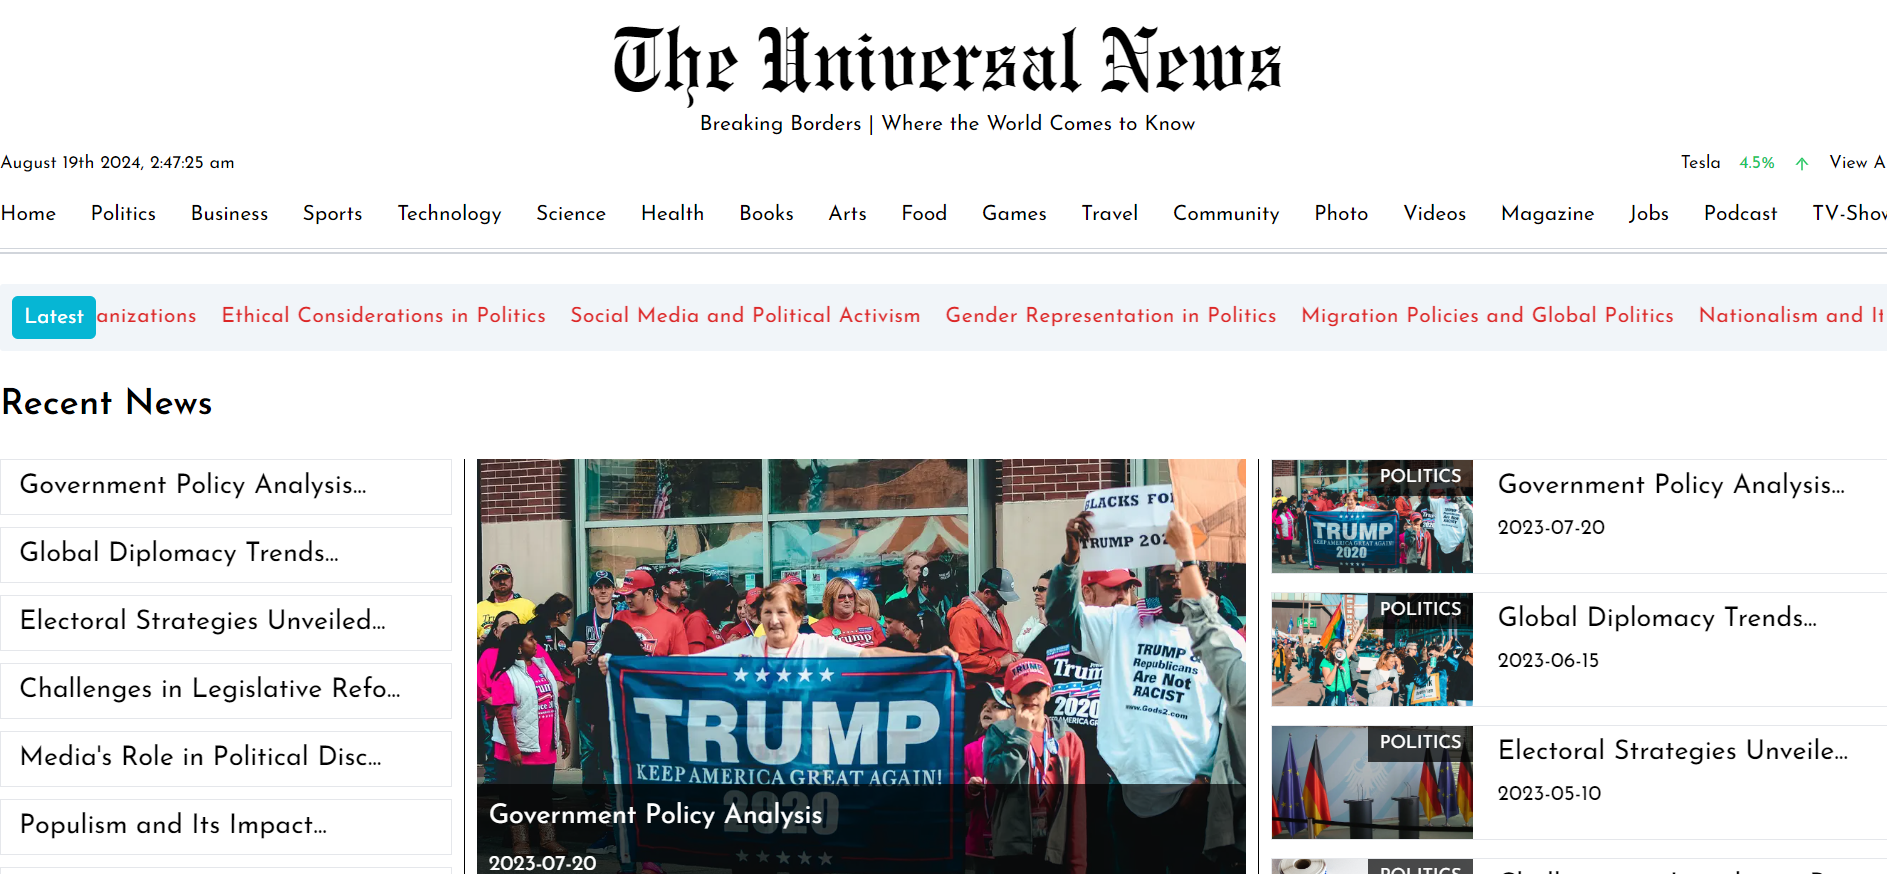 The Universal News
Breaking Borders | Where the World Comes to Know
August 19th 2024, 2:47:25 am
Tesla 4.5% View A
Home Politics Business Sports Technology Science Health Books Arts Food Games Travel Community Photo Videos Magazine Jobs Podcast TV-Show
Latest anizations Ethical Considerations in Politics Social Media and Political Activism Gender Representation in Politics Migration Policies and Global Politics Nationalism and It
Recent News
Government Policy Analysis...
Global Diplomacy Trends...
Electoral Strategies Unveiled...
Challenges in Legislative Refo...
Media's Role in Political Disc...
Populism and Its Impact...
BLACKS FOR
TRUMP 202
TRUMP &
Republicans
Are Not
RACIST
www.Gods2.com
TRUMP
Trump
2020
TRUMP
KEEP AMERICA GREAT AGAIN!
2020
Government Policy Analysis
2023-07-20
POLITICS
TRUMP
KEEP AMERICA GREAT AGAIN!
2020
Government Policy Analysis...
2023-07-20
POLITICS
Global Diplomacy Trends...
2023-06-15
POLITICS
Electoral Strategies Unveile...
2023-05-10
POLITICS